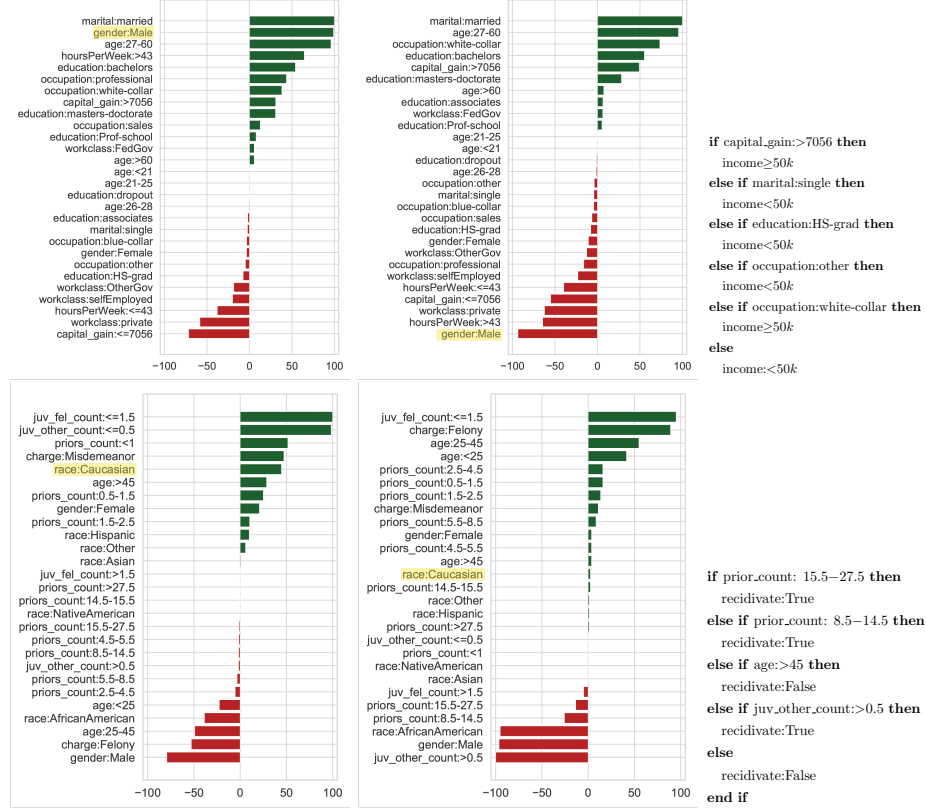 marital:married
gender:Male
age:27-60
hoursPerWeek:>43
education:bachelors
occupation:professional
occupation:white-collar
capital_gain:>7056
education:masters-doctorate
occupation:sales
education:Prof-school
workclass:FedGov
age:>60
age:<21
age:21-25
education:dropout
age:26-28
education:associates
marital:single
occupation:blue-collar
gender:Female
occupation:other
education:HS-grad
workclass:OtherGov
workclass:selfEmployed
hoursPerWeek:<=43
workclass:private
capital_gain:<=7056
−100 −50 0 50 100
marital:married
age:27-60
occupation:white-collar
education:bachelors
capital_gain:>7056
education:masters-doctorate
age:>60
education:associates
workclass:FedGov
education:Prof-school
age:21-25
age:<21
education:dropout
age:26-28
occupation:other
marital:single
occupation:blue-collar
occupation:sales
education:HS-grad
gender:Female
workclass:OtherGov
occupation:professional
workclass:selfEmployed
hoursPerWeek:<=43
capital_gain:<=7056
workclass:private
hoursPerWeek:>43
gender:Male
−100 −50 0 50 100
if capital_gain:>7056 then
income≥50k
else if marital:single then
income<50k
else if education:HS-grad then
income<50k
else if occupation:other then
income<50k
else if occupation:white-collar then
income≥50k
else
income:<50k
juv_fel_count:<=1.5
juv_other_count:<=0.5
priors_count:<1
charge:Misdemeanor
race:Caucasian
age:>45
priors_count:0.5-1.5
gender:Female
priors_count:1.5-2.5
race:Hispanic
race:Other
race:Asian
juv_fel_count:>1.5
priors_count:>27.5
priors_count:14.5-15.5
race:NativeAmerican
priors_count:15.5-27.5
priors_count:4.5-5.5
priors_count:8.5-14.5
juv_other_count:>0.5
priors_count:5.5-8.5
priors_count:2.5-4.5
age:<25
race:AfricanAmerican
age:25-45
charge:Felony
gender:Male
−100 −50 0 50 100
juv_fel_count:<=1.5
charge:Felony
age:25-45
age:<25
priors_count:2.5-4.5
priors_count:0.5-1.5
priors_count:1.5-2.5
charge:Misdemeanor
priors_count:5.5-8.5
gender:Female
priors_count:4.5-5.5
age:>45
race:Caucasian
priors_count:14.5-15.5
race:Other
race:Hispanic
priors_count:>27.5
juv_other_count:<=0.5
priors_count:<1
race:NativeAmerican
race:Asian
juv_fel_count:>1.5
priors_count:15.5-27.5
priors_count:8.5-14.5
race:AfricanAmerican
gender:Male
juv_other_count:>0.5
−100 −50 0 50 100
if prior_count: 15.5−27.5 then
recidivate:True
else if prior_count: 8.5−14.5 then
recidivate:True
else if age:>45 then
recidivate:False
else if juv_other_count:>0.5 then
recidivate:True
else
recidivate:False
end if